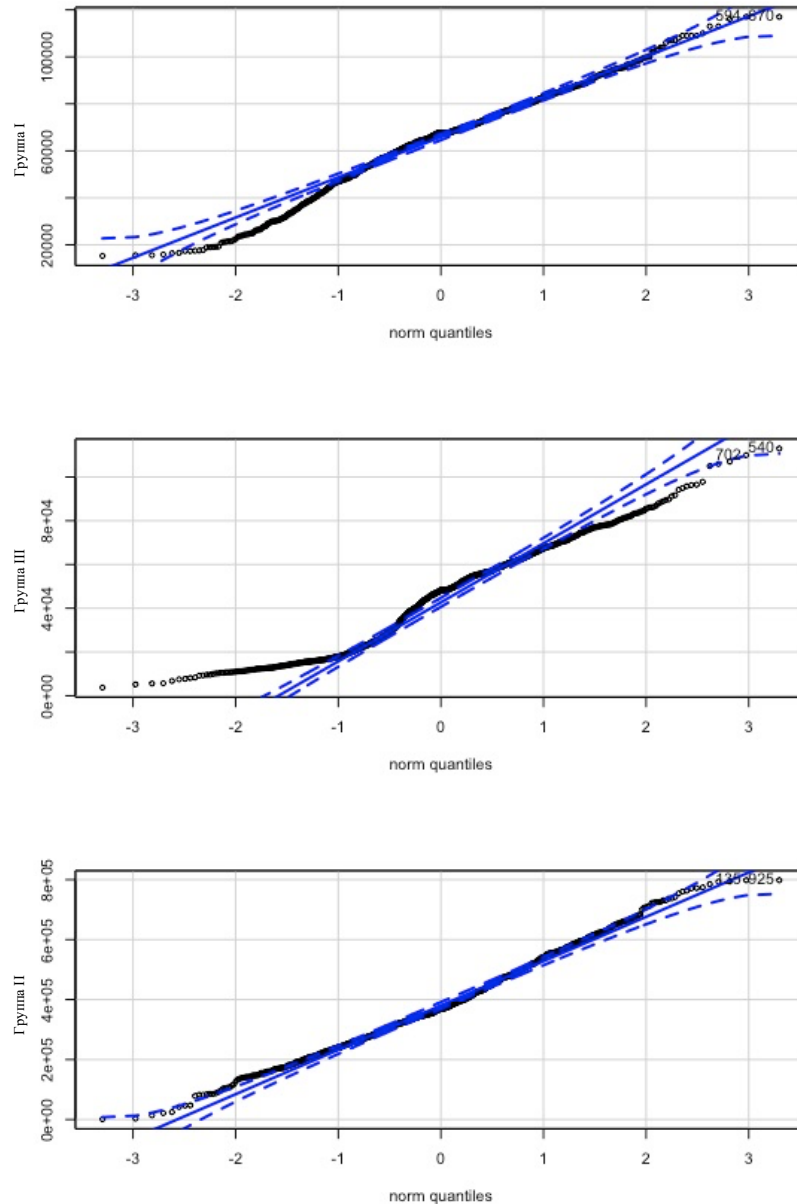 594 870
100000
60000
20000
Группа I
-3 -2 -1 0 1 2 3
norm quantiles
702 540
8e+04
4e+04
0e+00
Группа III
-3 -2 -1 0 1 2 3
norm quantiles
135 925
8e+05
6e+05
4e+05
2e+05
0e+00
Группа II
-3 -2 -1 0 1 2 3
norm quantiles